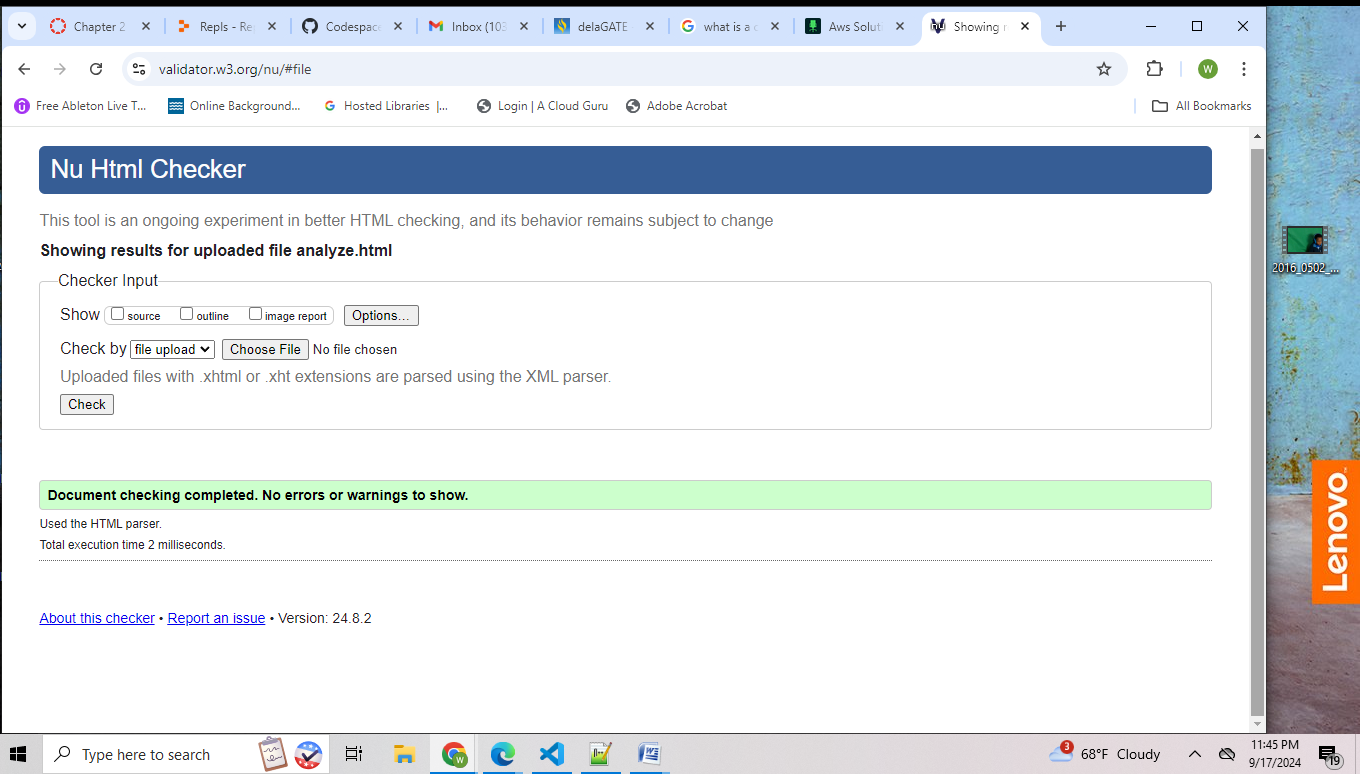 Chapter 2
Repls - Re
Codespace
Inbox (103
delaGATE
what is a c
Aws Soluti
Showing r
validator.w3.org/nu/#file
W
Free Ableton Live T...
Online Background...
Hosted Libraries |...
Login | A Cloud Guru
Adobe Acrobat
All Bookmarks
Nu Html Checker
This tool is an ongoing experiment in better HTML checking, and its behavior remains subject to change
Showing results for uploaded file analyze.html
Checker Input
Show source outline image report Options...
Check by file upload Choose File No file chosen
Uploaded files with .xhtml or .xht extensions are parsed using the XML parser.
Check
Document checking completed. No errors or warnings to show.
Used the HTML parser.
Total execution time 2 milliseconds.
About this checker • Report an issue • Version: 24.8.2
2016_0502_...
Lenovo
Type here to search
3
68°F Cloudy
11:45 PM
9/17/2024
19